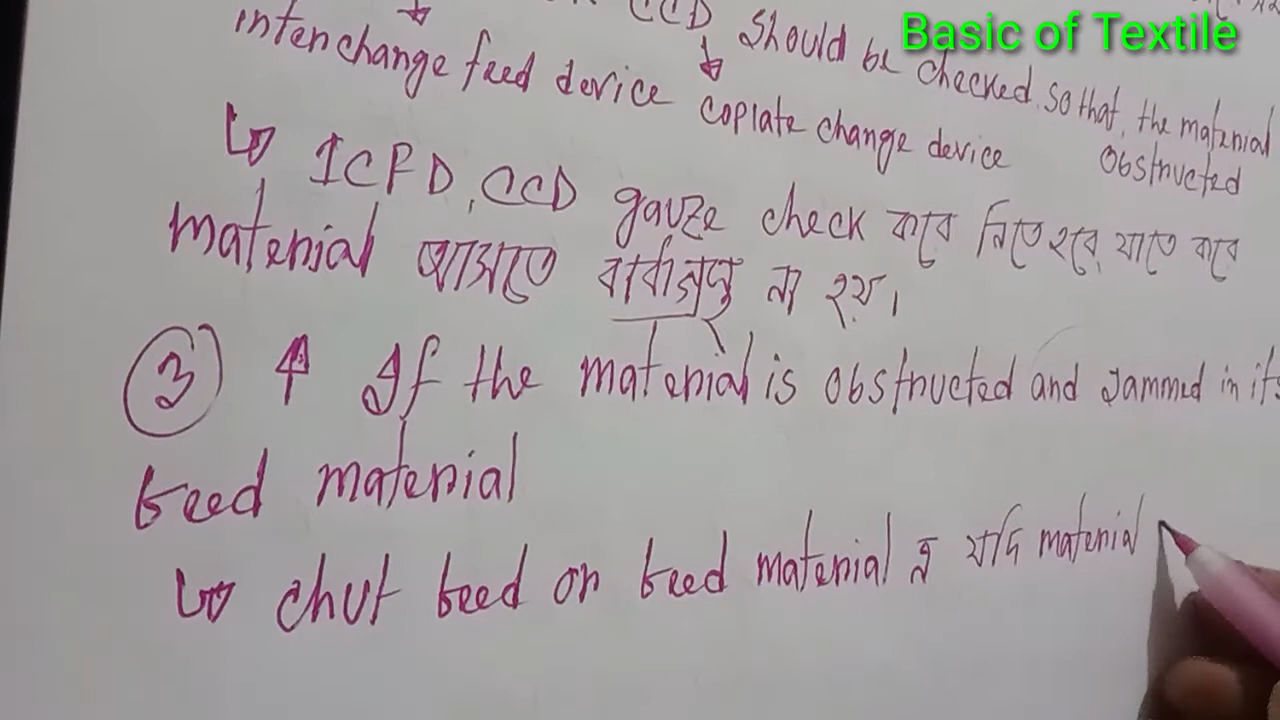 CCD should be checked so that the material
Basic of Textile
interchange feed device coplate change device obstructed
ICFD, CCD gauze check করে নিতে হবে, যাতে করে
material আসতে বাধাগ্রস্ত না হয়।
3 If the material is obstructed and Jammed in its
feed material
chut feed or feed material এ যদি material